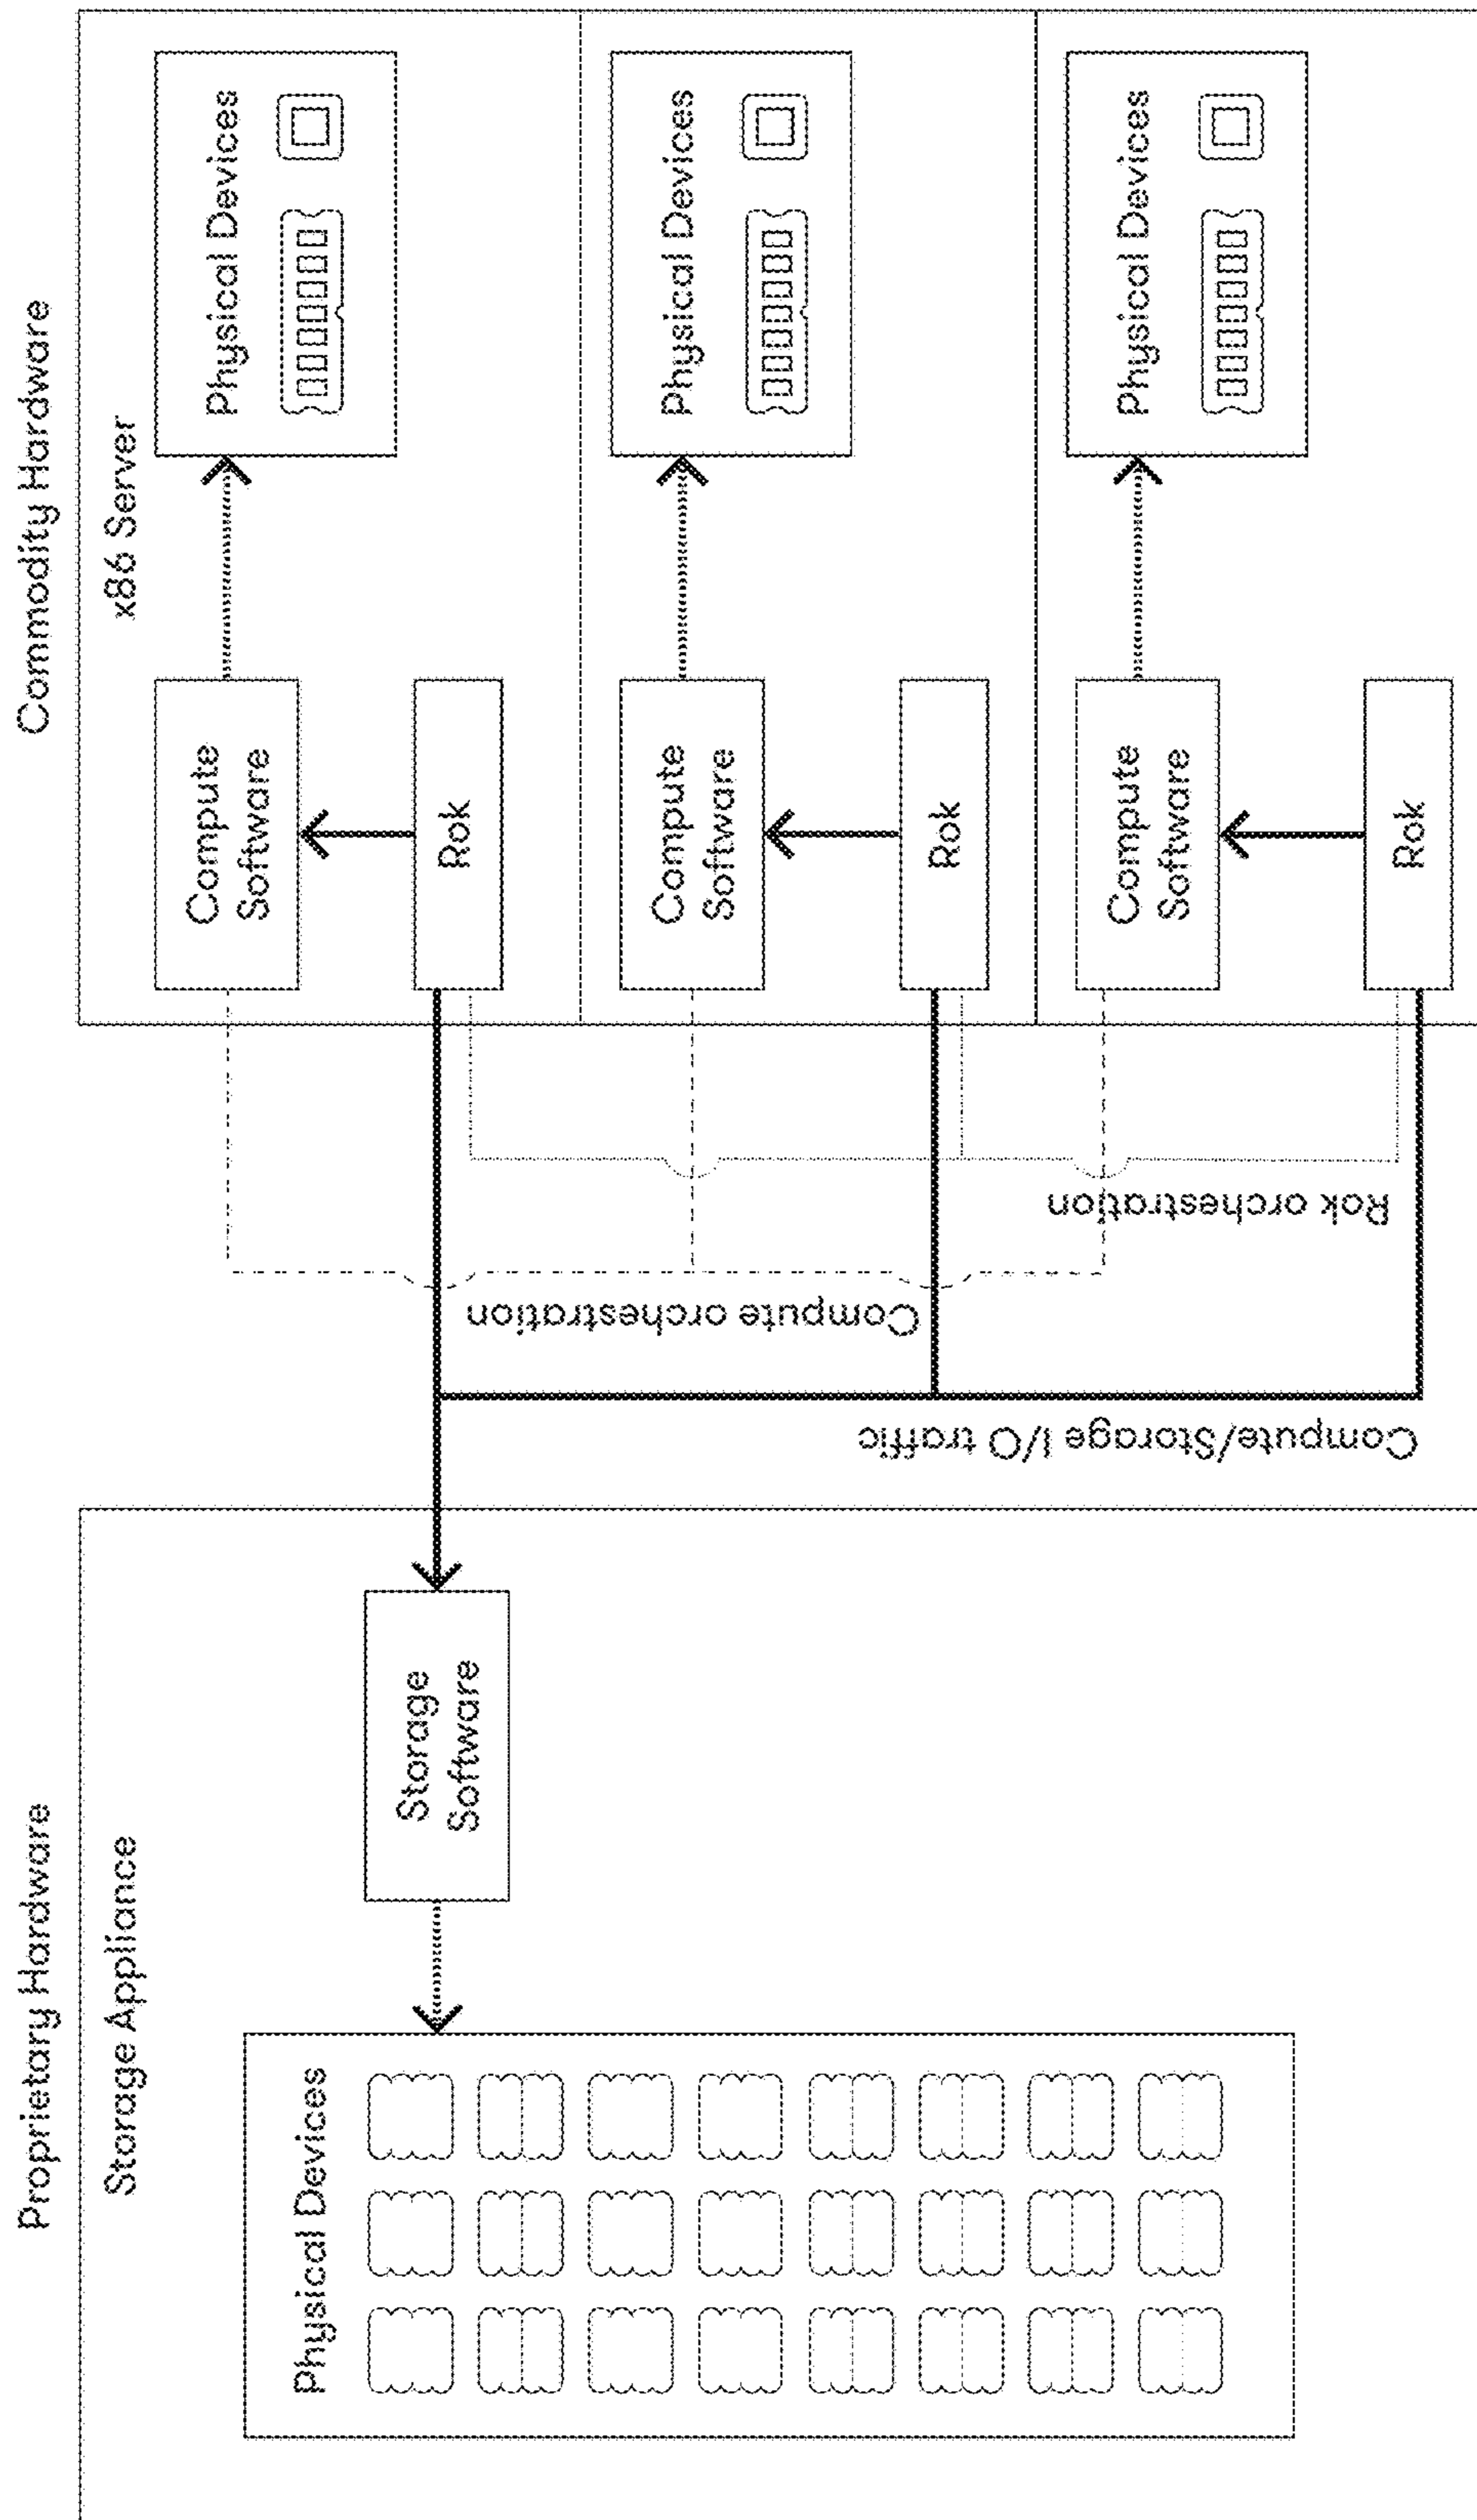 Proprietary Hardware
Storage Appliance
Physical Devices
Storage
Software
Compute/Storage I/O traffic
Compute orchestration
Rok orchestration
Commodity Hardware
x86 Server
Compute
Software
Rok
Physical Devices
Compute
Software
Rok
Physical Devices
Compute
Software
Rok
Physical Devices